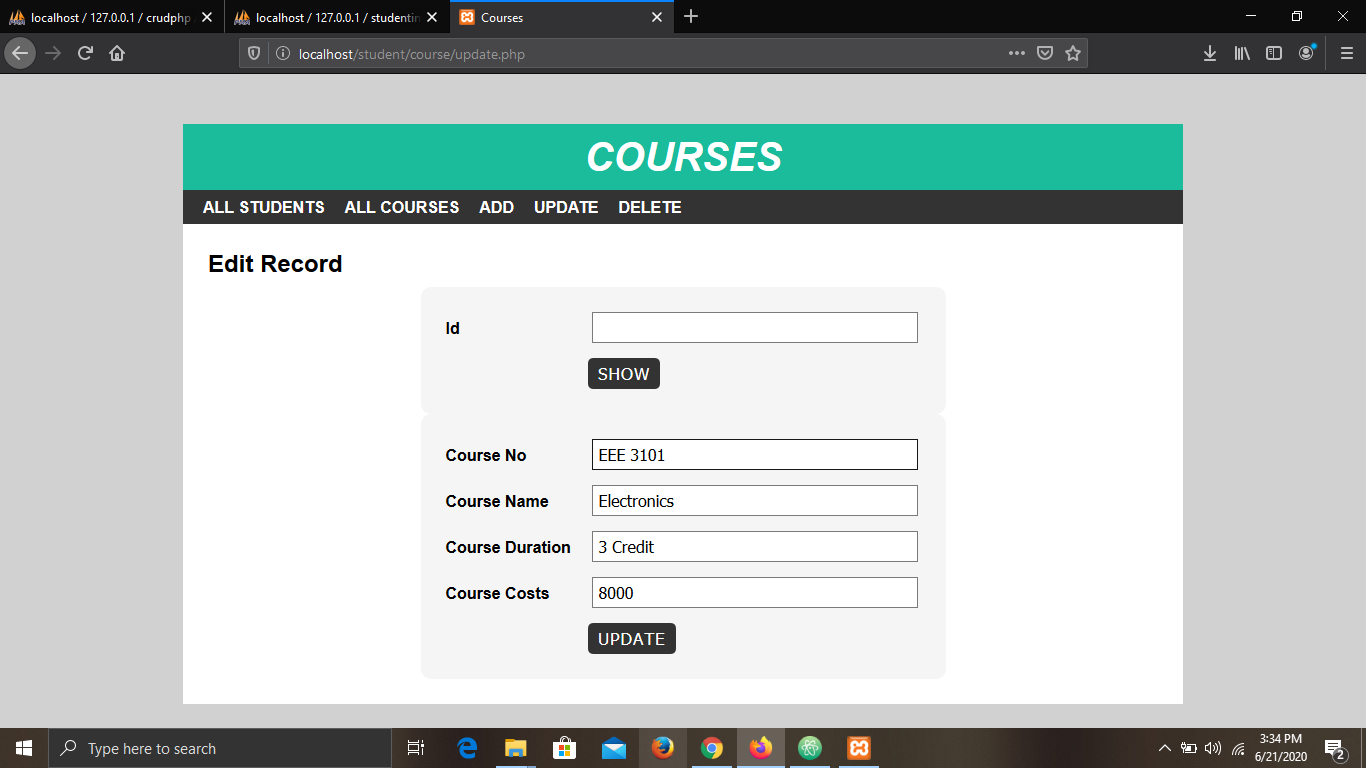 localhost / 127.0.0.1 / crudphp
localhost / 127.0.0.1 / studentin
Courses
localhost/student/course/update.php
COURSES
ALL STUDENTS ALL COURSES ADD UPDATE DELETE
Edit Record
Id
SHOW
Course No EEE 3101
Course Name Electronics
Course Duration 3 Credit
Course Costs 8000
UPDATE
Type here to search
3:34 PM
6/21/2020
2